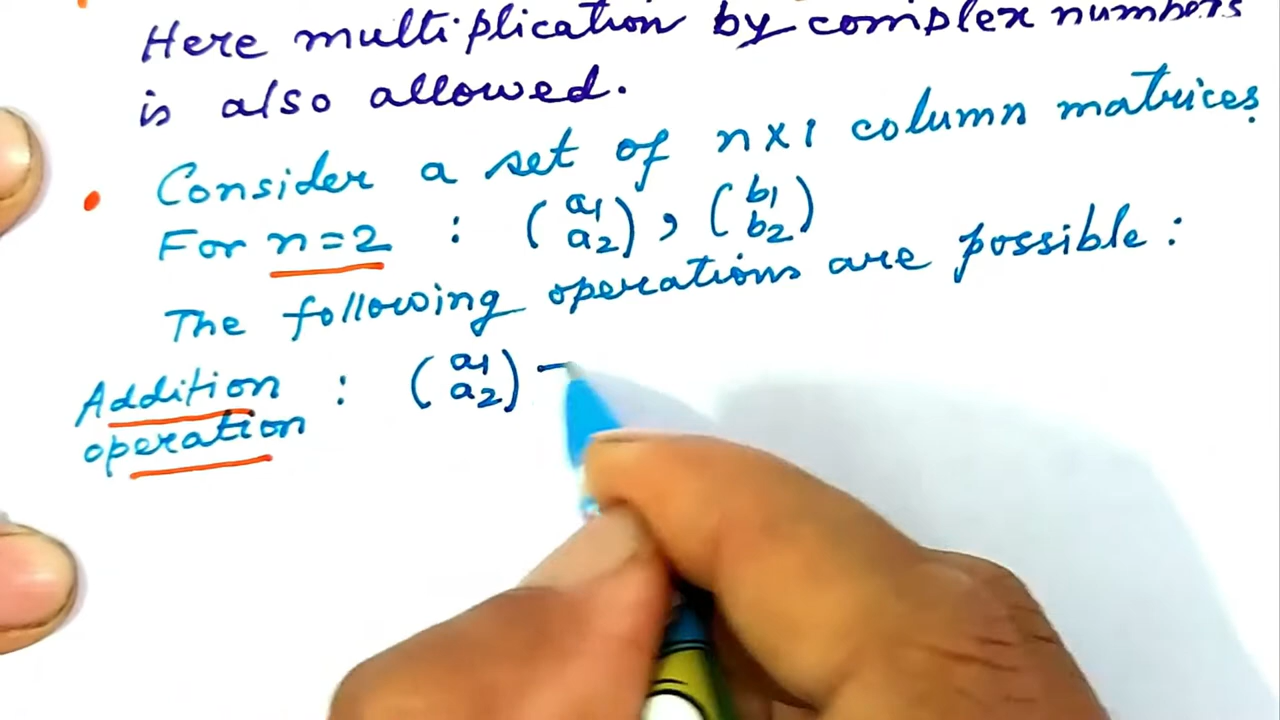 Here multiplication by complex numbers
is also allowed.
• Consider a set of n×1 column matrices.
For n=2 : (a1 a2), (b1 b2)
The following operations are possible :
Addition : (a1 a2) —
operation